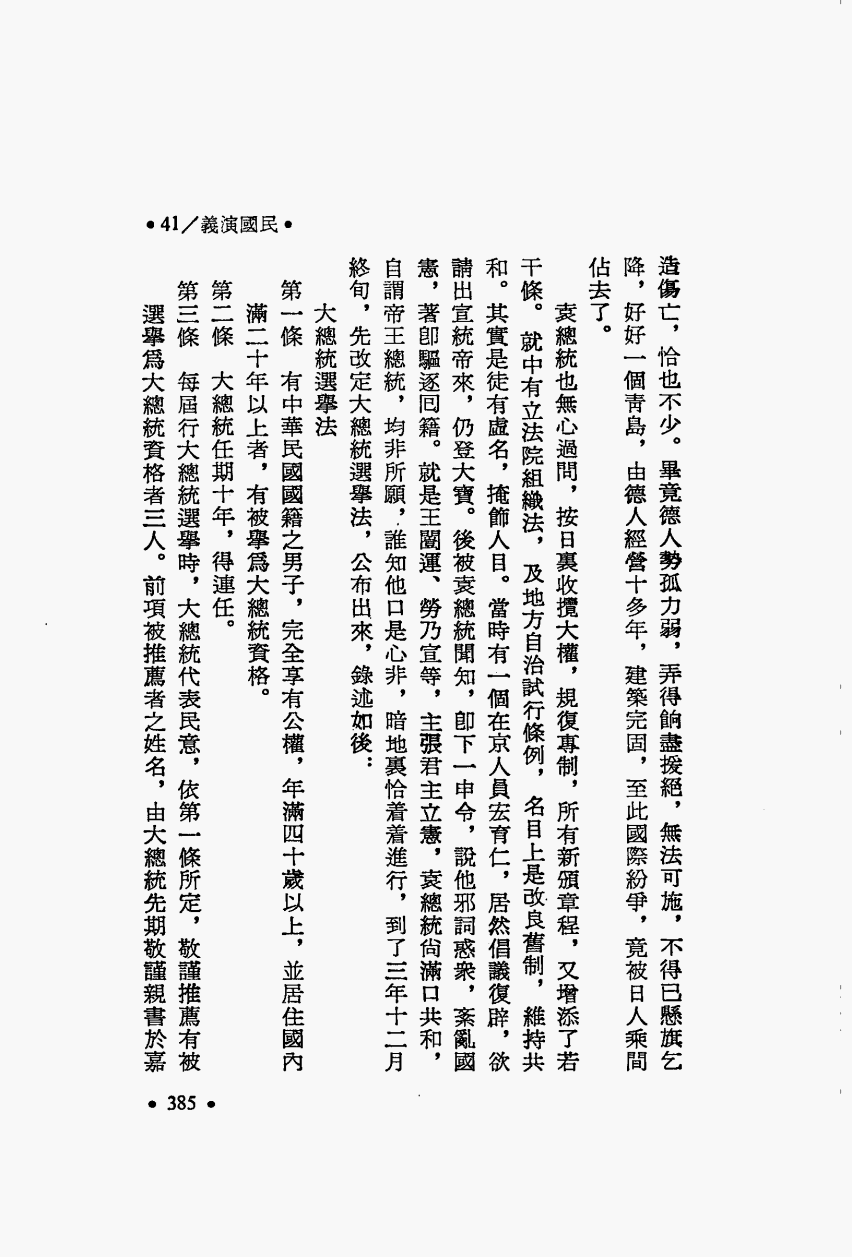 •41/義演國民•
造傷亡，恰也不少。畢竟德人勢孤力弱，弄得餉盡援絕，無法可施，不得已懸旗乞
降，好好一個靑島，由德人經營十多年，建築完固，至此國際紛爭，竟被日人乘間
佔去了。
袁總統也無心過問，按日裏收攬大權，規復專制，所有新頒章程，又增添了若
干條。就中有立法院組織法，及地方自治試行條例，名目上是改良舊制，維持共
和。其實是徒有虛名，掩飾人目。當時有一個在京人員宏育仁，居然倡議復辟，欲
請出宣統帝來，仍登大寶。後被袁總統聞知，卽下一申令，說他邪詞惑衆，紊亂國
憲，著卽驅逐回籍。就是王闓運、勞乃宣等，主張君主立憲，袁總統尙滿口共和，
自謂帝王總統，均非所願，誰知他口是心非，暗地裏恰着着進行，到了三年十二月
終旬，先改定大總統選舉法，公布出來，錄述如後：
大總統選舉法
第一條　有中華民國國籍之男子，完全享有公權，年滿四十歲以上，並居住國內
滿二十年以上者，有被舉爲大總統資格。
第二條　大總統任期十年，得連任。
第三條　每屆行大總統選舉時，大總統代表民意，依第一條所定，敬謹推薦有被
選舉爲大總統資格者三人。前項被推薦者之姓名，由大總統先期敬謹親書於嘉
•385•